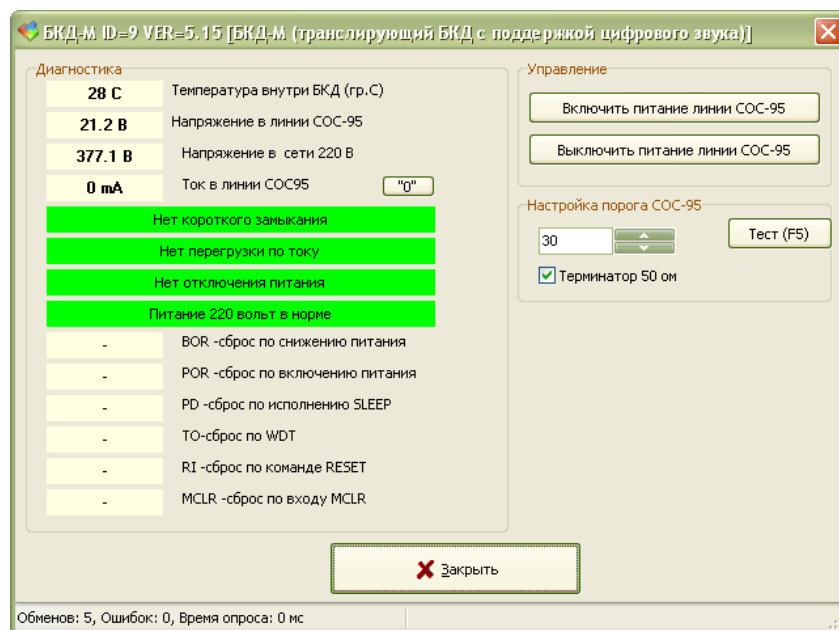 БКД-М ID=9 VER=5.15 [БКД-М (транслирующий БКД с поддержкой цифрового звука)]
Диагностика
28 C Температура внутри БКД (гр.С)
21.2 В Напряжение в линии СОС-95
377.1 В Напряжение в сети 220 В
0 mA Ток в линии СОС95 "0"
Нет короткого замыкания
Нет перегрузки по току
Нет отключения питания
Питание 220 вольт в норме
- BOR -сброс по снижению питания
- POR -сброс по включению питания
- PD -сброс по исполнению SLEEP
- TO-сброс по WDT
- RI -сброс по команде RESET
- MCLR -сброс по входу MCLR
Управление
Включить питание линии СОС-95
Выключить питание линии СОС-95
Настройка порога СОС-95
30 Тест (F5)
Терминатор 50 ом
Закрыть
Обменов: 5, Ошибок: 0, Время опроса: 0 мс